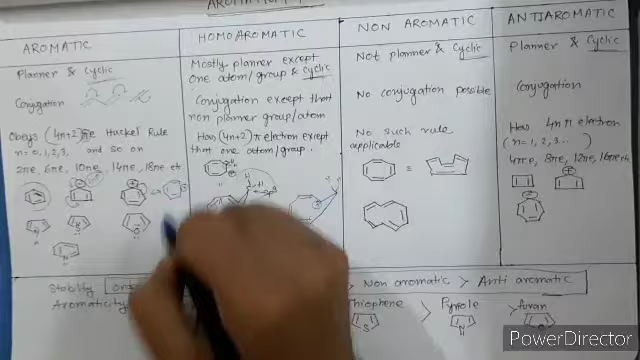 AROMATIC
Planner & Cyclic
Conjugation
Obeys (4n+2)πe Huckel Rule
n=0,1,2,3, and so on
2πe, 6πe, 10πe, 14πe, 18πe etc
HOMOAROMATIC
Mostly planner except
one atom/group & Cyclic
Conjugation except that
non planner group/atom
Has (4n+2)π electron except
that one atom/group.
NON AROMATIC
Not planner & Cyclic
No conjugation possible
No such rule
applicable
ANTIAROMATIC
Planner & Cyclic
Conjugation
Has 4nπ electron
(n=1,2,3...)
4πe, 8πe, 12πe, 16πe etc
Stability
> Non aromatic > Anti aromatic
Aromaticity
Thiophene > Pyrrole > furan
S
N
H
PowerDirector